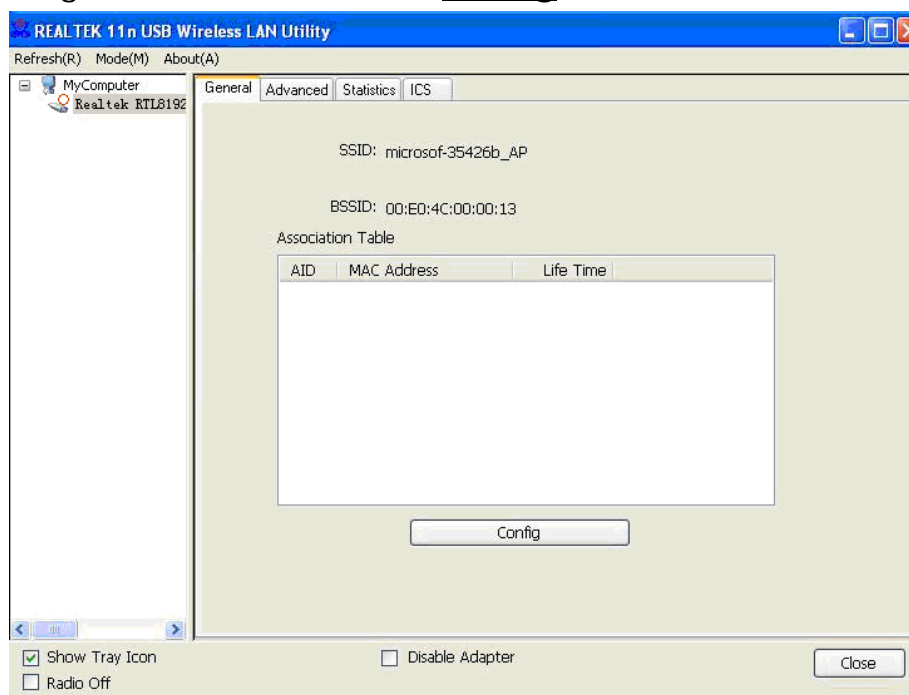 REALTEK 11n USB Wireless LAN Utility
Refresh(R) Mode(M) About(A)
MyComputer
Realtek RTL8192
General Advanced Statistics ICS
SSID: microsof-35426b_AP
BSSID: 00:E0:4C:00:00:13
Association Table
AID MAC Address Life Time
Config
Show Tray Icon
Disable Adapter
Radio Off
Close